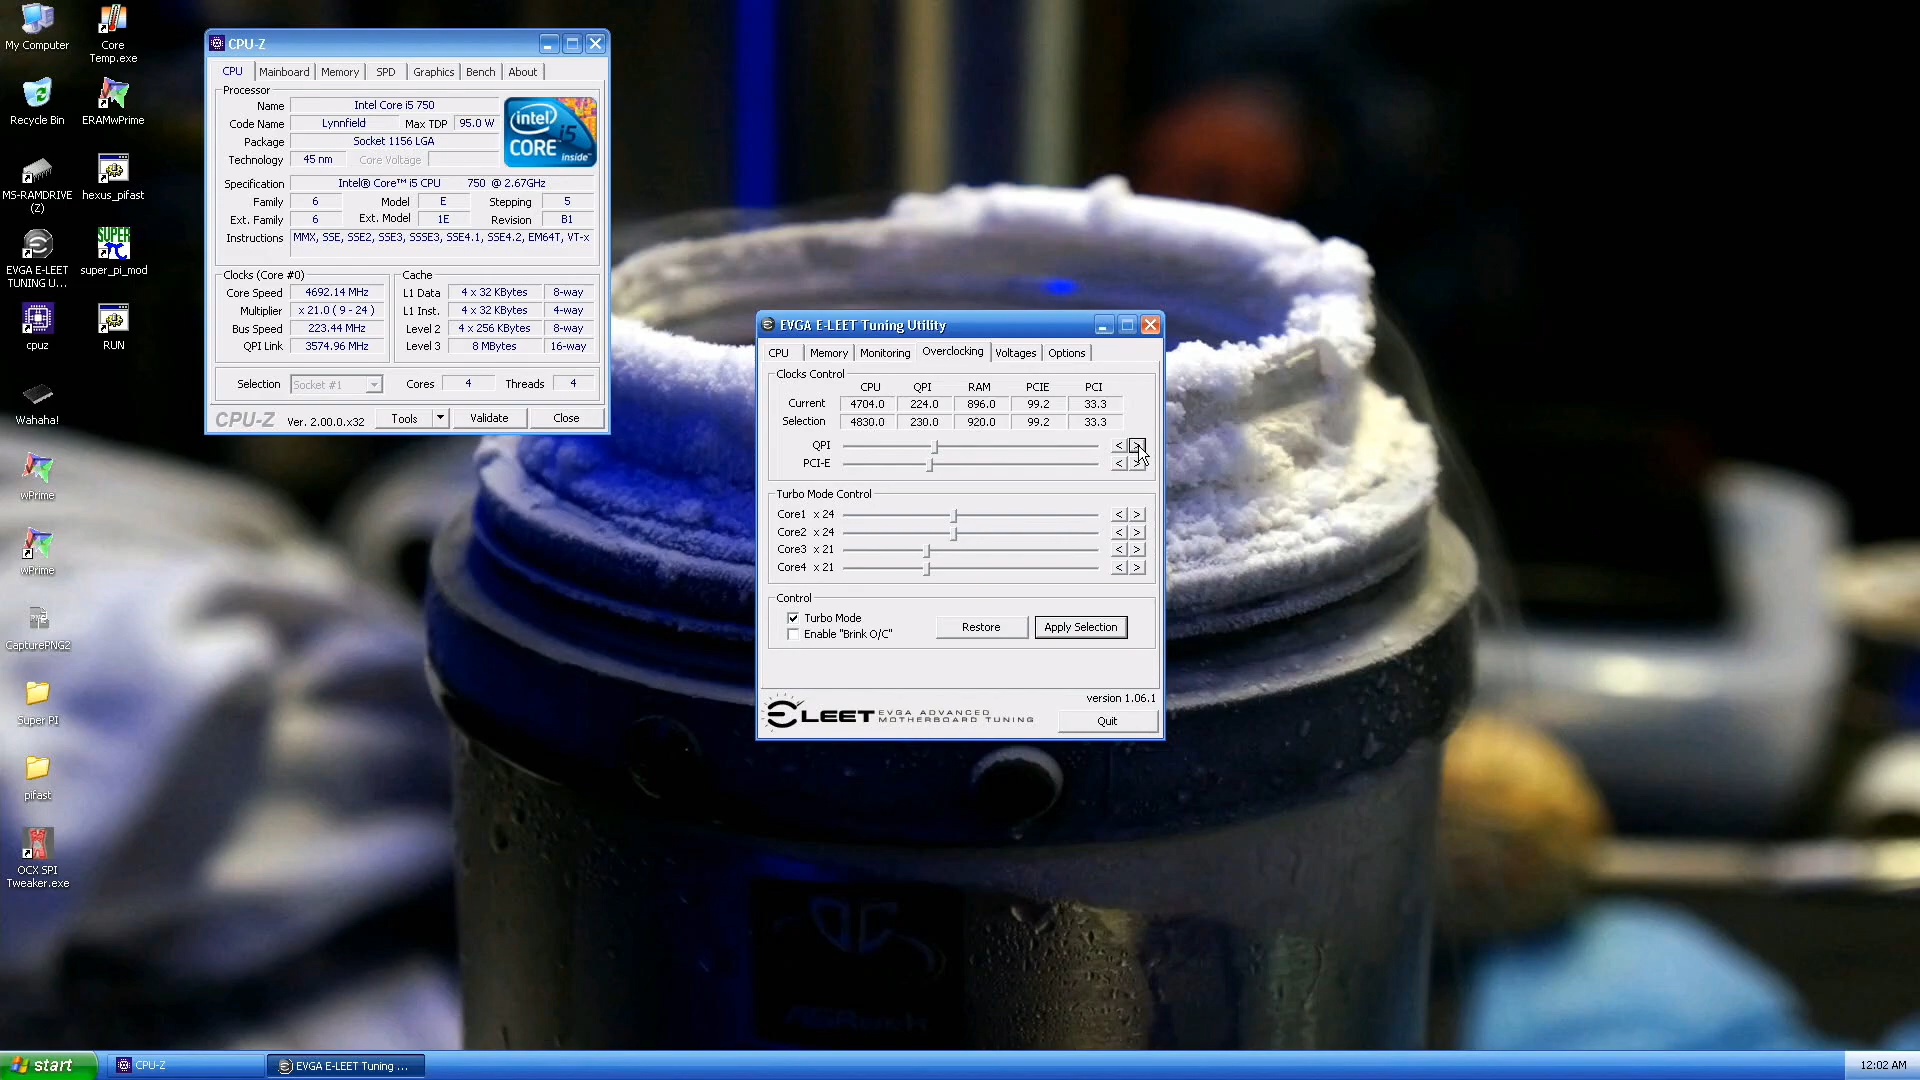 My Computer
Core
Temp.exe
Recycle Bin
ERAMwPrime
MS-RAMDRIVE
(Z)
hexus_pifast
EVGA E-LEET
TUNING U...
SUPER
super_pi_mod
cpuz
RUN
Wahaha!
wPrime
wPrime
CapturePNG2
Super PI
pifast
OCX SPI
Tweaker.exe
CPU-Z
CPU Mainboard Memory SPD Graphics Bench About
Processor
Name Intel Core i5 750
Code Name Lynnfield Max TDP 95.0 W
Package Socket 1156 LGA
Technology 45 nm Core Voltage
intel
i5
CORE
inside™
Specification Intel® Core™ i5 CPU 750 @ 2.67GHz
Family 6 Model E Stepping 5
Ext. Family 6 Ext. Model 1E Revision B1
Instructions MMX, SSE, SSE2, SSE3, SSSE3, SSE4.1, SSE4.2, EM64T, VT-x
Clocks (Core #0)
Core Speed 4692.14 MHz
Multiplier x 21.0 ( 9 - 24 )
Bus Speed 223.44 MHz
QPI Link 3574.96 MHz
Cache
L1 Data 4 x 32 KBytes 8-way
L1 Inst. 4 x 32 KBytes 4-way
Level 2 4 x 256 KBytes 8-way
Level 3 8 MBytes 16-way
Selection Socket #1 Cores 4 Threads 4
CPU-Z Ver. 2.00.0.x32 Tools Validate Close
EVGA E-LEET Tuning Utility
CPU Memory Monitoring Overclocking Voltages Options
Clocks Control
CPU QPI RAM PCIE PCI
Current 4704.0 224.0 896.0 99.2 33.3
Selection 4830.0 230.0 920.0 99.2 33.3
QPI < >
PCI-E < >
Turbo Mode Control
Core1 x 24 < >
Core2 x 24 < >
Core3 x 21 < >
Core4 x 21 < >
Control
Turbo Mode
Enable "Brink O/C"
Restore Apply Selection
version 1.06.1
ELEET EVGA ADVANCED
MOTHERBOARD TUNING
Quit
start CPU-Z EVGA E-LEET Tuning ... 12:02 AM